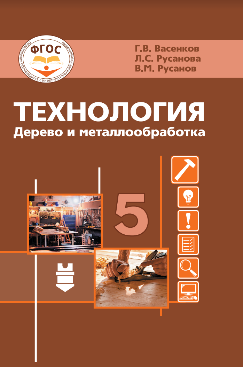 ФГОС
Г.В. Васенков
Л.С. Русанова
В.М. Русанов
ТЕХНОЛОГИЯ
Дерево и металлообработка
5